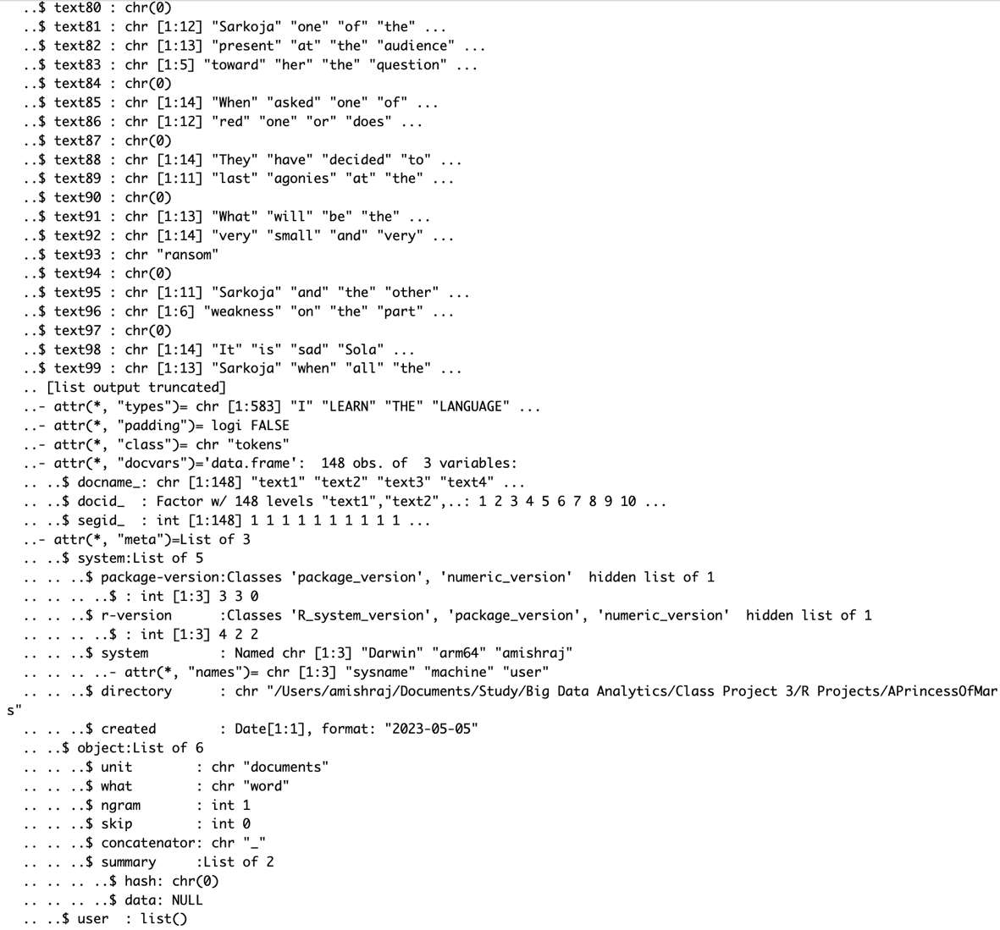 ..$ text80 : chr(0)
..$ text81 : chr [1:12] "Sarkoja" "one" "of" "the" ...
..$ text82 : chr [1:13] "present" "at" "the" "audience" ...
..$ text83 : chr [1:5] "toward" "her" "the" "question" ...
..$ text84 : chr(0)
..$ text85 : chr [1:14] "When" "asked" "one" "of" ...
..$ text86 : chr [1:12] "red" "one" "or" "does" ...
..$ text87 : chr(0)
..$ text88 : chr [1:14] "They" "have" "decided" "to" ...
..$ text89 : chr [1:11] "last" "agonies" "at" "the" ...
..$ text90 : chr(0)
..$ text91 : chr [1:13] "What" "will" "be" "the" ...
..$ text92 : chr [1:14] "very" "small" "and" "very" ...
..$ text93 : chr "ransom"
..$ text94 : chr(0)
..$ text95 : chr [1:11] "Sarkoja" "and" "the" "other" ...
..$ text96 : chr [1:6] "weakness" "on" "the" "part" ...
..$ text97 : chr(0)
..$ text98 : chr [1:14] "It" "is" "sad" "Sola" ...
..$ text99 : chr [1:13] "Sarkoja" "when" "all" "the" ...
.. [list output truncated]
..- attr(*, "types")= chr [1:583] "I" "LEARN" "THE" "LANGUAGE" ...
..- attr(*, "padding")= logi FALSE
..- attr(*, "class")= chr "tokens"
..- attr(*, "docvars")='data.frame':  148 obs. of  3 variables:
.. ..$ docname_: chr [1:148] "text1" "text2" "text3" "text4" ...
.. ..$ docid_  : Factor w/ 148 levels "text1","text2",..: 1 2 3 4 5 6 7 8 9 10 ...
.. ..$ segid_  : int [1:148] 1 1 1 1 1 1 1 1 1 1 ...
..- attr(*, "meta")=List of 3
.. ..$ system:List of 5
.. .. ..$ package-version:Classes 'package_version', 'numeric_version'  hidden list of 1
.. .. .. ..$ : int [1:3] 3 3 0
.. .. ..$ r-version      :Classes 'R_system_version', 'package_version', 'numeric_version'  hidden list of 1
.. .. .. ..$ : int [1:3] 4 2 2
.. .. ..$ system         : Named chr [1:3] "Darwin" "arm64" "amishraj"
.. .. .. ..- attr(*, "names")= chr [1:3] "sysname" "machine" "user"
.. .. ..$ directory      : chr "/Users/amishraj/Documents/Study/Big Data Analytics/Class Project 3/R Projects/APrincessOfMar
s"
.. .. ..$ created        : Date[1:1], format: "2023-05-05"
.. ..$ object:List of 6
.. .. ..$ unit        : chr "documents"
.. .. ..$ what        : chr "word"
.. .. ..$ ngram       : int 1
.. .. ..$ skip        : int 0
.. .. ..$ concatenator: chr "_"
.. .. ..$ summary     :List of 2
.. .. .. ..$ hash: chr(0)
.. .. .. ..$ data: NULL
.. ..$ user  : list()